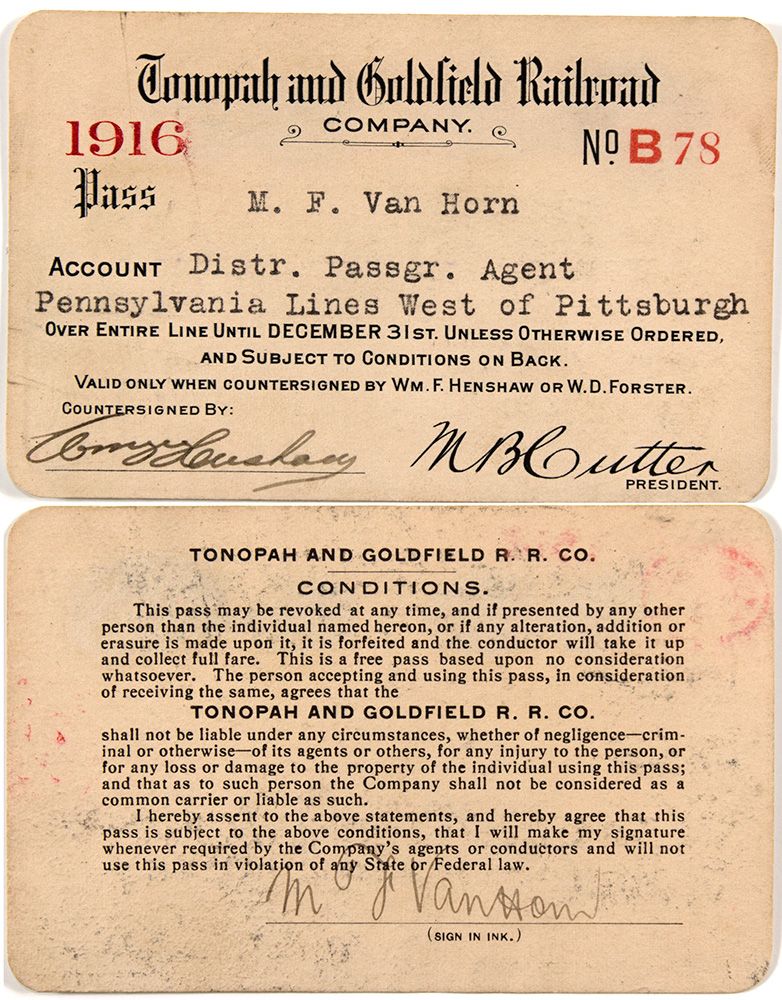 Tonopah and Goldfield Railroad
COMPANY.
1916
No. B 78
Pass
M. F. Van Horn
ACCOUNT Distr. Passgr. Agent
Pennsylvania Lines West of Pittsburgh
OVER ENTIRE LINE UNTIL DECEMBER 31ST. UNLESS OTHERWISE ORDERED,
AND SUBJECT TO CONDITIONS ON BACK.
VALID ONLY WHEN COUNTERSIGNED BY WM. F. HENSHAW OR W. D. FORSTER.
COUNTERSIGNED BY:
Wm F Henshaw
M B Cutter
PRESIDENT.
TONOPAH AND GOLDFIELD R. R. CO.
CONDITIONS.
This pass may be revoked at any time, and if presented by any other
person than the individual named hereon, or if any alteration, addition or
erasure is made upon it, it is forfeited and the conductor will take it up
and collect full fare. This is a free pass based upon no consideration
whatsoever. The person accepting and using this pass, in consideration
of receiving the same, agrees that the
TONOPAH AND GOLDFIELD R. R. CO.
shall not be liable under any circumstances, whether of negligence—crim-
inal or otherwise—of its agents or others, for any injury to the person, or
for any loss or damage to the property of the individual using this pass;
and that as to such person the Company shall not be considered as a
common carrier or liable as such.
I hereby assent to the above statements, and hereby agree that this
pass is subject to the above conditions, that I will make my signature
whenever required by the Company's agents or conductors and will not
use this pass in violation of any State or Federal law.
M F Van Horn
(SIGN IN INK.)